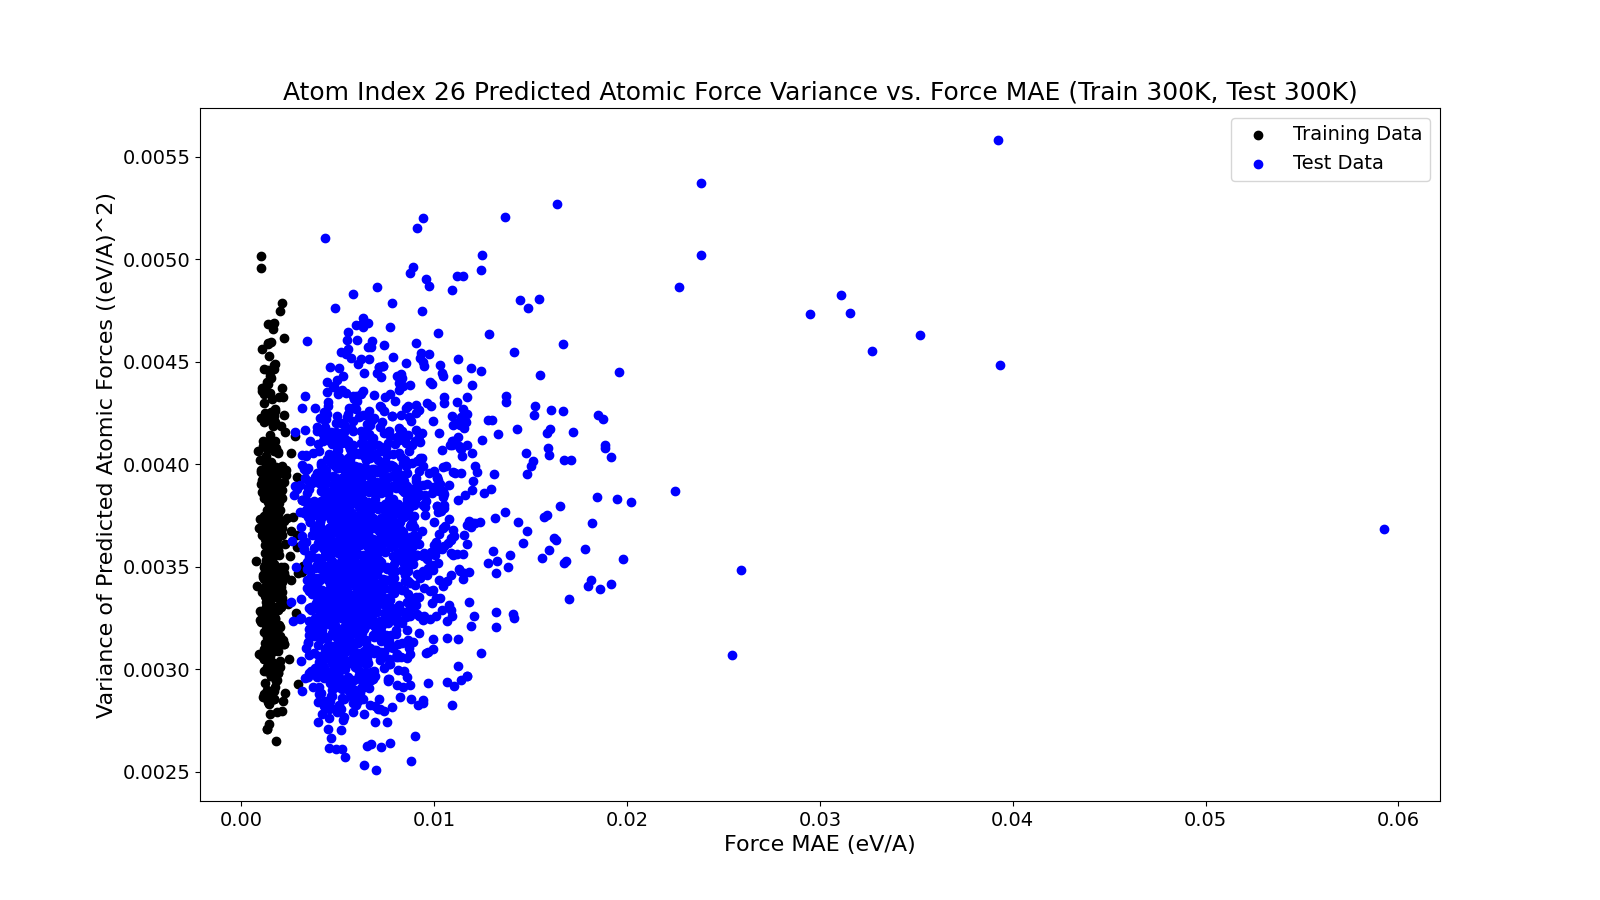 Atom Index 26 Predicted Atomic Force Variance vs. Force MAE (Train 300K, Test 300K)
Training Data
Test Data
Variance of Predicted Atomic Forces ((eV/A)^2)
0.0055
0.0050
0.0045
0.0040
0.0035
0.0030
0.0025
0.00 0.01 0.02 0.03 0.04 0.05 0.06
Force MAE (eV/A)